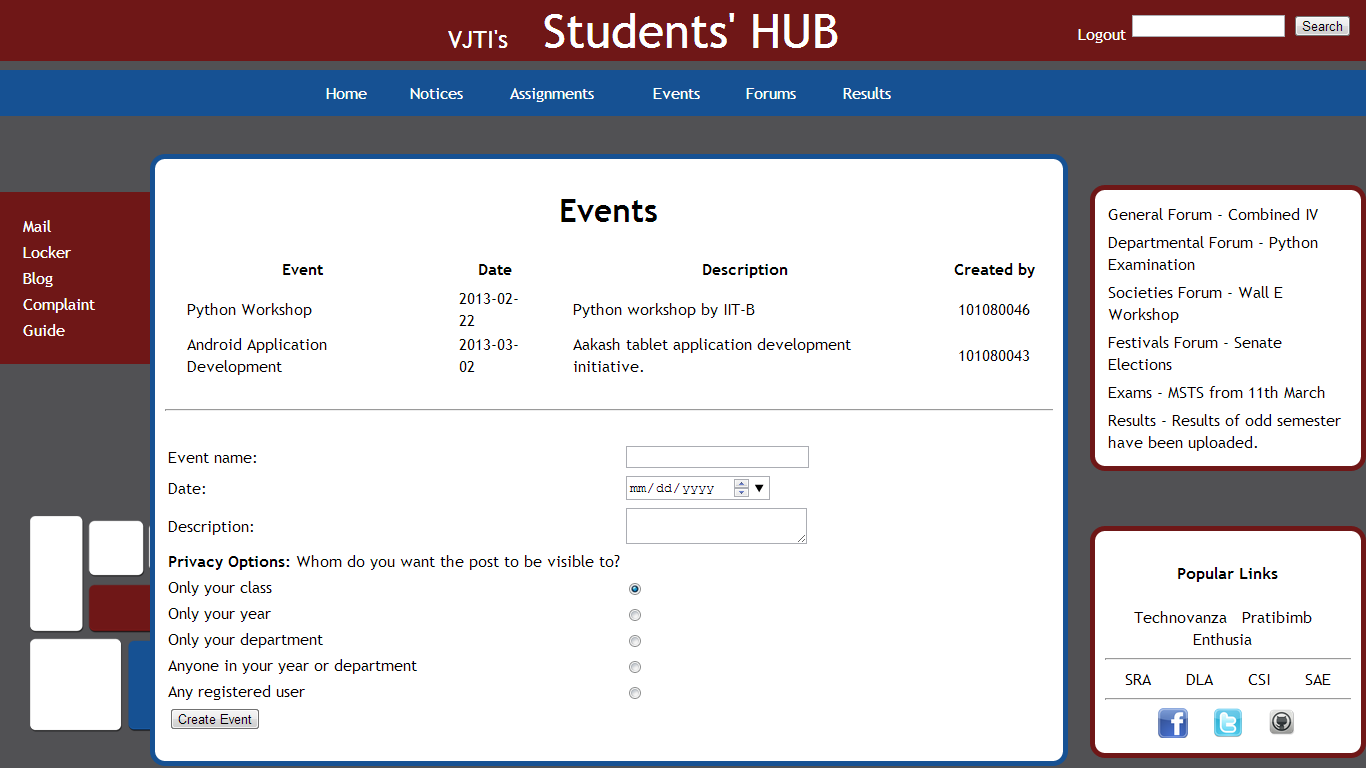 VJTI's Students' HUB
Logout Search
Home Notices Assignments Events Forums Results
Mail
Locker
Blog
Complaint
Guide
Events
Event Date Description Created by
Python Workshop 2013-02-22 Python workshop by IIT-B 101080046
Android Application Development 2013-03-02 Aakash tablet application development initiative. 101080043
Event name:
Date: mm/dd/yyyy
Description:
Privacy Options: Whom do you want the post to be visible to?
Only your class
Only your year
Only your department
Anyone in your year or department
Any registered user
Create Event
General Forum - Combined IV
Departmental Forum - Python
Examination
Societies Forum - Wall E
Workshop
Festivals Forum - Senate
Elections
Exams - MSTS from 11th March
Results - Results of odd semester
have been uploaded.
Popular Links
Technovanza Pratibimb
Enthusia
SRA DLA CSI SAE